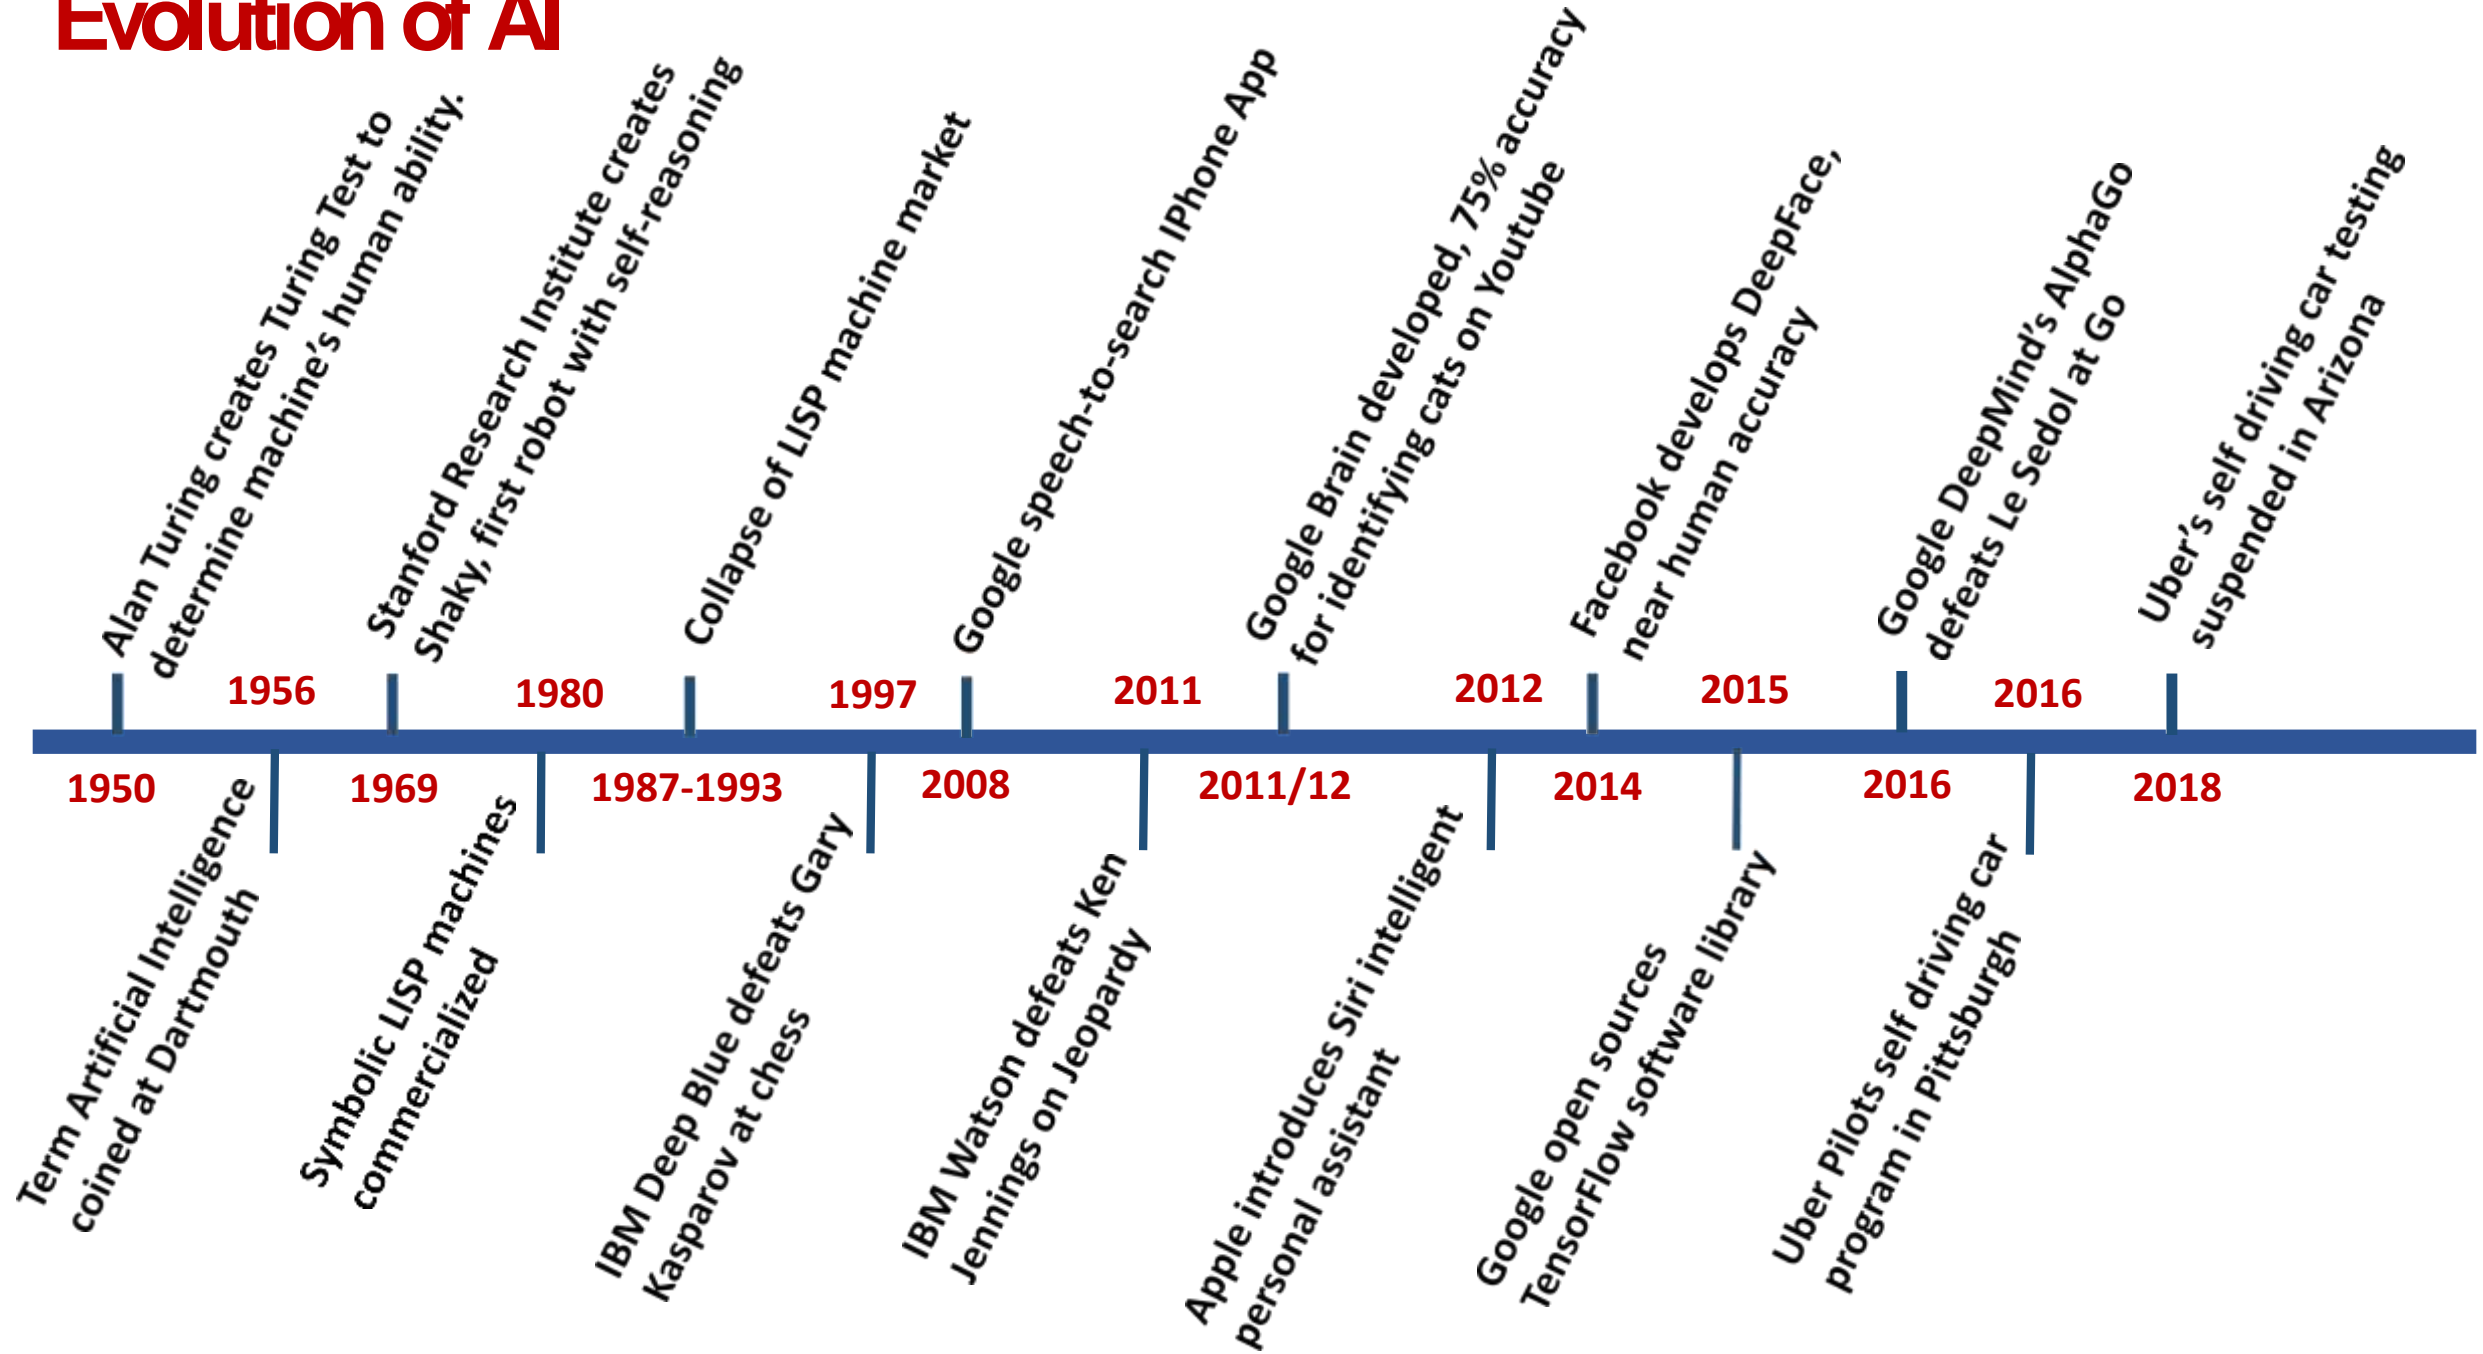 Evolution of AI
Alan Turing creates Turing Test to
determine machine's human ability.
Stanford Research Institute creates
Shaky, first robot with self-reasoning
Collapse of LISP machine market
Google speech-to-search IPhone App
Google Brain developed, 75% accuracy
for identifying cats on Youtube
Facebook develops DeepFace,
near human accuracy
Google DeepMind's AlphaGo
defeats Le Sedol at Go
Uber's self driving car testing
suspended in Arizona
1956
1980
1997
2011
2012
2015
2016
1950
1969
1987-1993
2008
2011/12
2014
2016
2018
Term Artificial Intelligence
coined at Dartmouth
Symbolic LISP machines
commercialized
IBM Deep Blue defeats Gary
Kasparov at chess
IBM Watson defeats Ken
Jennings on Jeopardy
Apple introduces Siri intelligent
personal assistant
Google open sources
TensorFlow software library
Uber Pilots self driving car
program in Pittsburgh